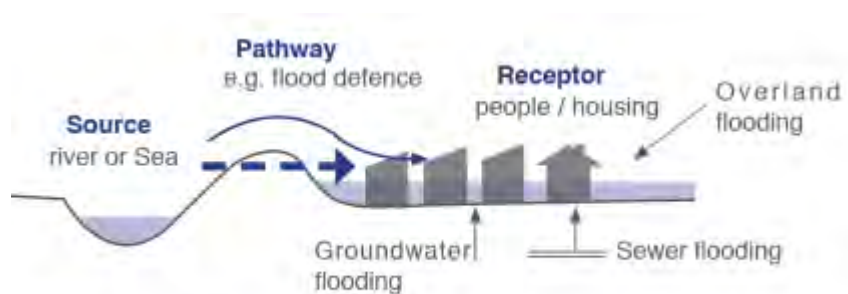 Pathway
e.g. flood defence
Receptor
people / housing
Overland
flooding
Source
river or Sea
Groundwater
flooding
Sewer flooding